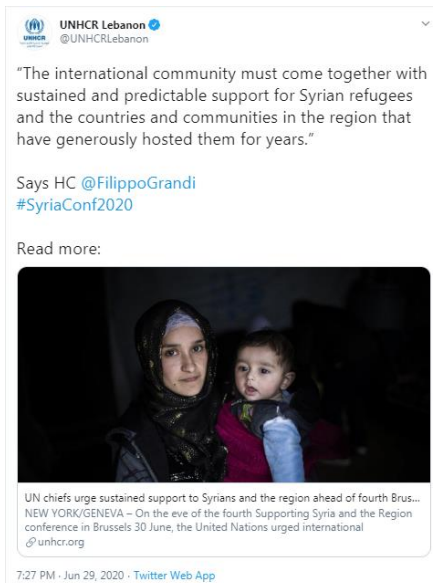 UNHCR Lebanon
@UNHCRLebanon
“The international community must come together with
sustained and predictable support for Syrian refugees
and the countries and communities in the region that
have generously hosted them for years.”
Says HC @FilippoGrandi
#SyriaConf2020
Read more:
UN chiefs urge sustained support to Syrians and the region ahead of fourth Brus...
NEW YORK/GENEVA – On the eve of the fourth Supporting Syria and the Region
conference in Brussels 30 June, the United Nations urged international
unhcr.org
7:27 PM · Jun 29, 2020 · Twitter Web App